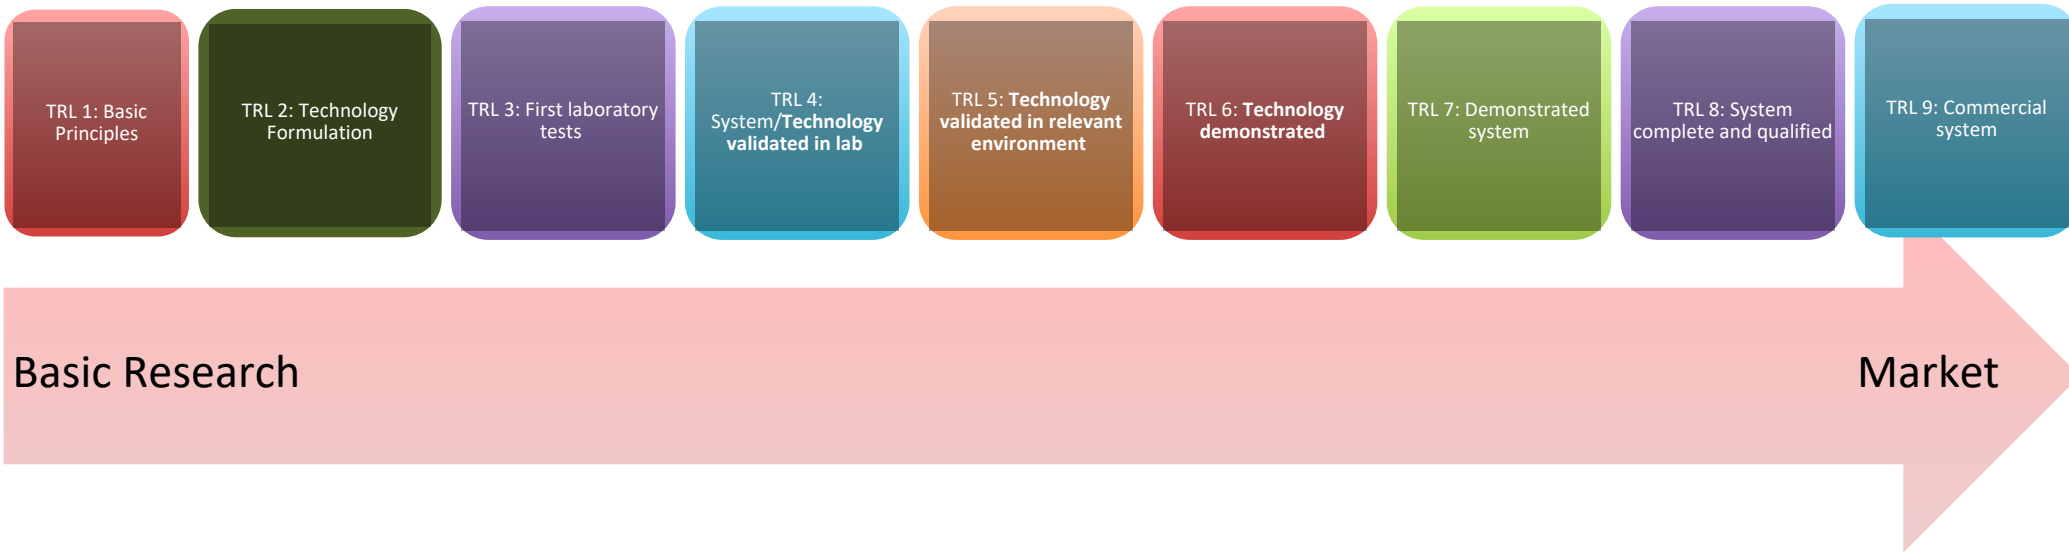 TRL 1: Basic
Principles
TRL 2: Technology
Formulation
TRL 3: First laboratory
tests
TRL 4:
System/Technology
validated in lab
TRL 5: Technology
validated in relevant
environment
TRL 6: Technology
demonstrated
TRL 7: Demonstrated
system
TRL 8: System
complete and qualified
TRL 9: Commercial
system
Basic Research
Market